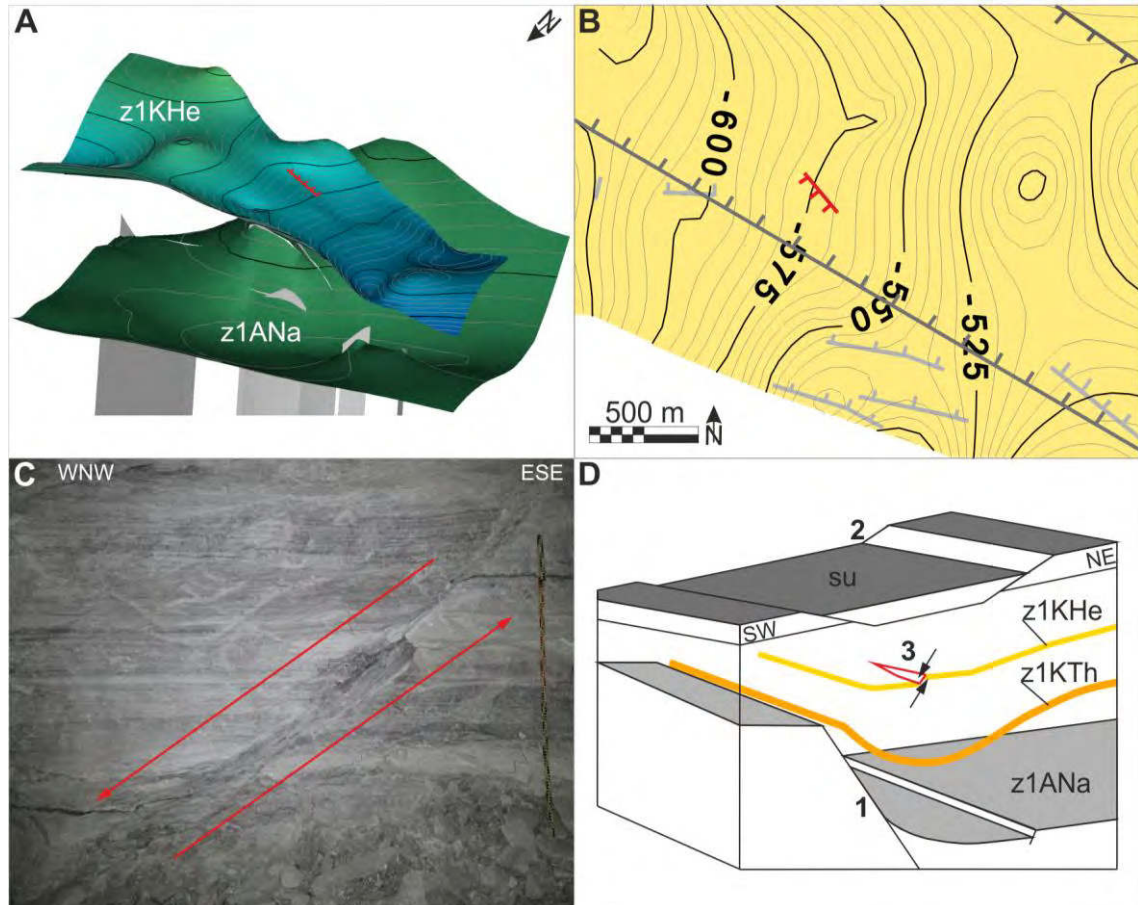 A
N
z1KHe
z1ANa
B
-600
-575
-550
-525
500 m
N
C
WNW
ESE
D
2
su
NE
SW
z1KHe
3
z1KTh
1
z1ANa